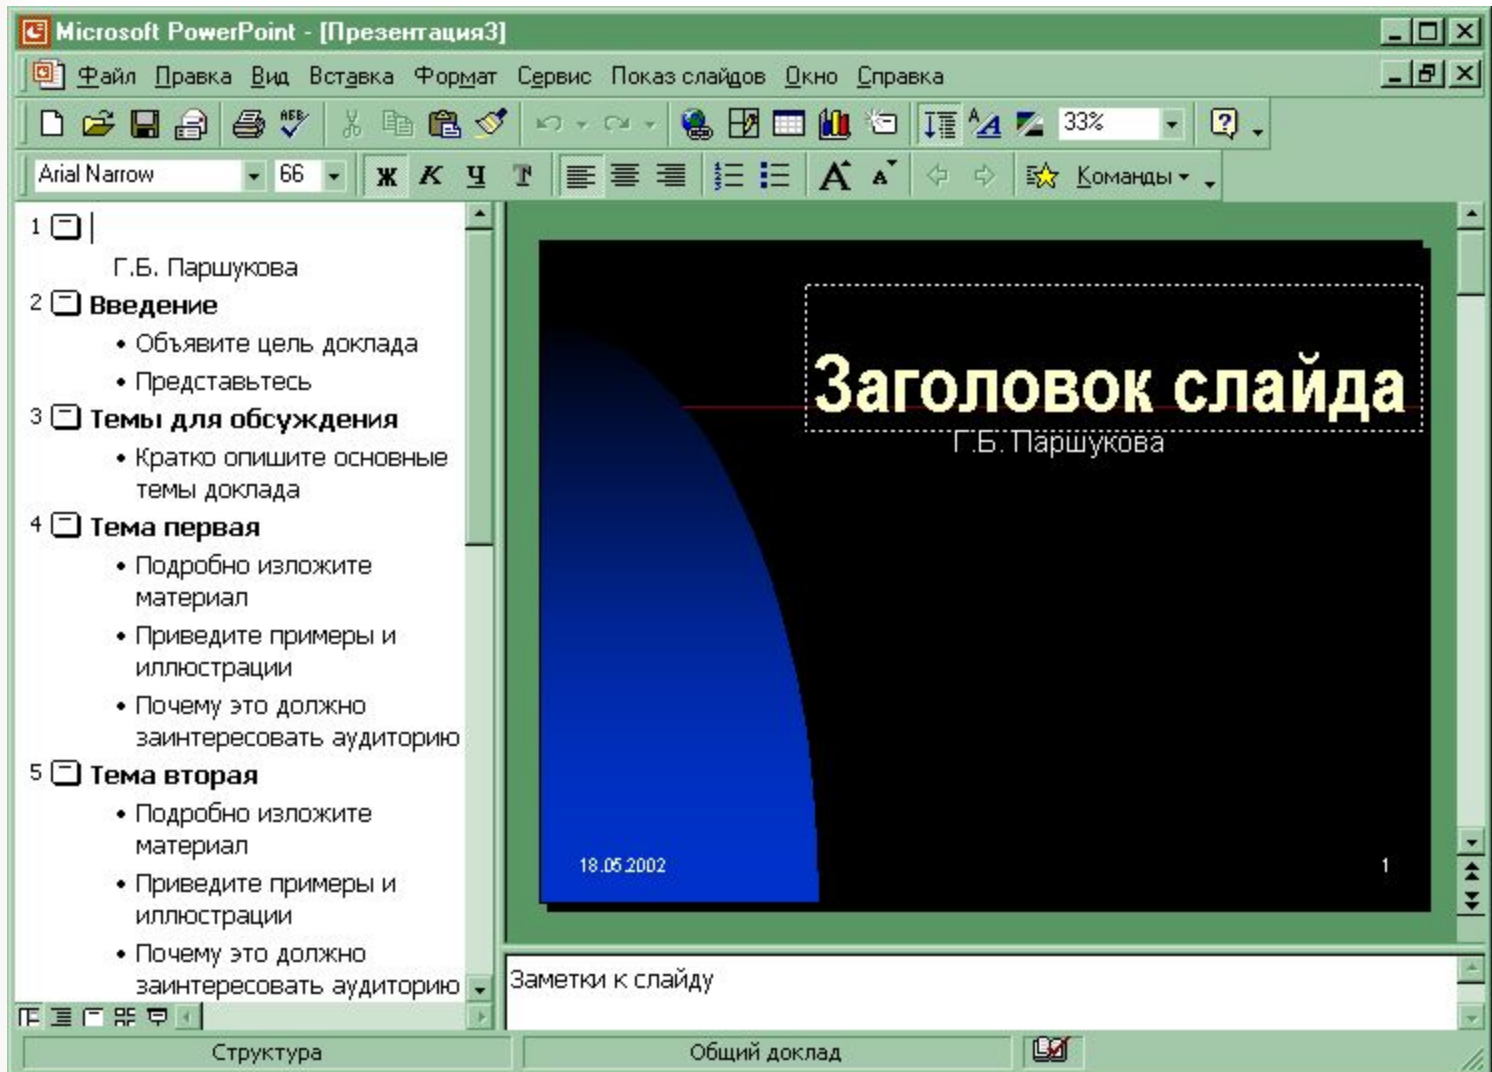 Microsoft PowerPoint - [Презентация3]
Файл Правка Вид Вставка Формат Сервис Показ слайдов Окно Справка
АБВ 33%
Arial Narrow 66 Ж К Ч Т А А Команды
1
Г.Б. Паршукова
2 Введение
• Объявите цель доклада
• Представьтесь
3 Темы для обсуждения
• Кратко опишите основные
темы доклада
4 Тема первая
• Подробно изложите
материал
• Приведите примеры и
иллюстрации
• Почему это должно
заинтересовать аудиторию
5 Тема вторая
• Подробно изложите
материал
• Приведите примеры и
иллюстрации
• Почему это должно
заинтересовать аудиторию
Заголовок слайда
Г.Б. Паршукова
18.05.2002 1
Заметки к слайду
Структура Общий доклад